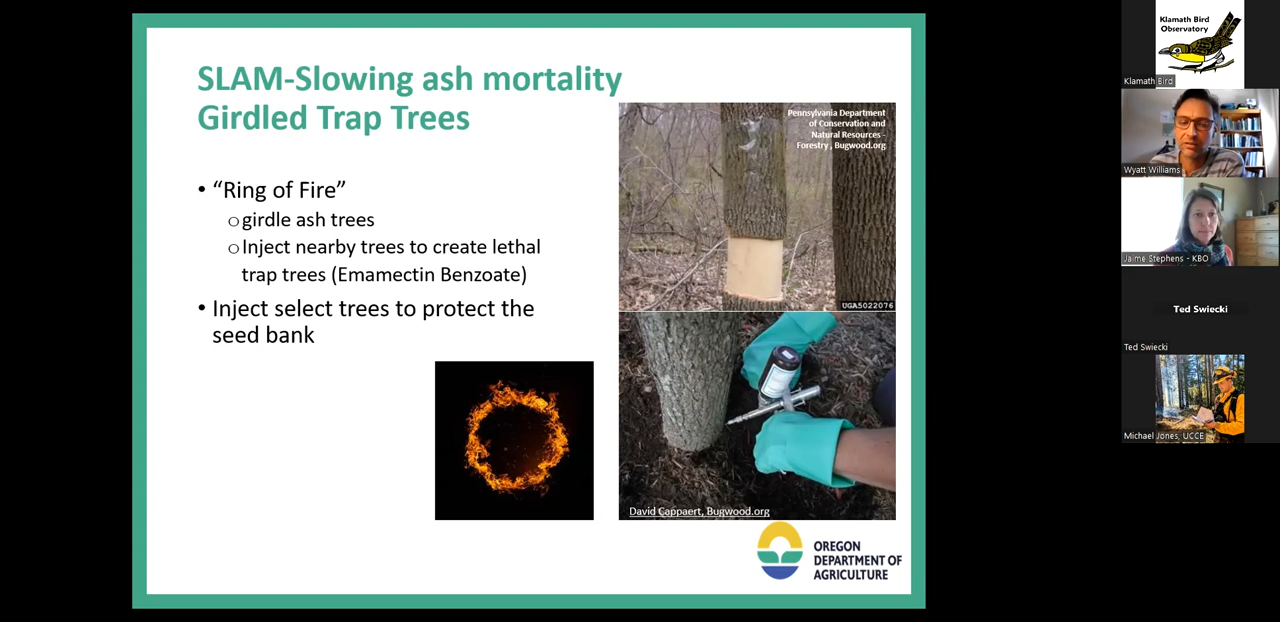 SLAM-Slowing ash mortality
Girdled Trap Trees
• “Ring of Fire”
○ girdle ash trees
○ Inject nearby trees to create lethal
trap trees (Emamectin Benzoate)
• Inject select trees to protect the
seed bank
Pennsylvania Department
of Conservation and
Natural Resources -
Forestry , Bugwood.org
UGA5022076
David Cappaert, Bugwood.org
OREGON
DEPARTMENT OF
AGRICULTURE
Klamath Bird
Observatory
Klamath Bird
Wyatt Williams
Jaime Stephens - KBO
Ted Swiecki
Ted Swiecki
Michael Jones, UCCE